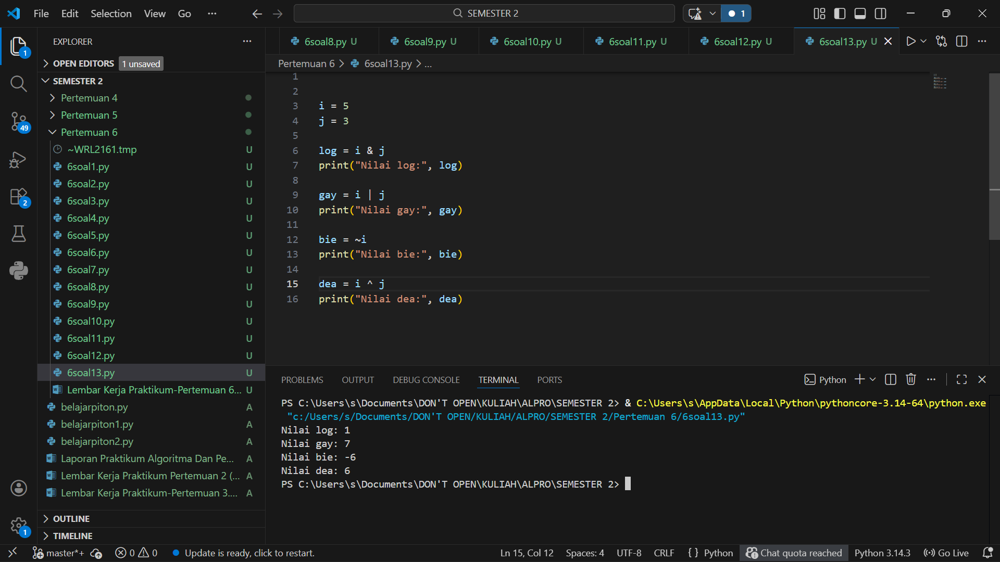 File Edit Selection View Go ···
SEMESTER 2
1
EXPLORER ···
1
OPEN EDITORS 1 unsaved
SEMESTER 2
Pertemuan 4
Pertemuan 5
49
Pertemuan 6
~WRL2161.tmp U
6soal1.py U
6soal2.py U
6soal3.py U
2
6soal4.py U
6soal5.py U
6soal6.py U
6soal7.py U
6soal8.py U
6soal9.py U
6soal10.py U
6soal11.py U
6soal12.py U
6soal13.py U
Lembar Kerja Praktikum-Pertemuan 6... U
belajarpiton.py A
belajarpiton1.py A
belajarpiton2.py A
Laporan Praktikum Algoritma Dan Pe... A
Lembar Kerja Praktikum Pertemuan 2 (... A
Lembar Kerja Praktikum-Pertemuan 3.... A
OUTLINE
1
TIMELINE
6soal8.py U 6soal9.py U 6soal10.py U 6soal11.py U 6soal12.py U 6soal13.py U
Pertemuan 6 > 6soal13.py > ...
1
2
3 i = 5
4 j = 3
5
6 log = i & j
7 print("Nilai log:", log)
8
9 gay = i | j
10 print("Nilai gay:", gay)
11
12 bie = ~i
13 print("Nilai bie:", bie)
14
15 dea = i ^ j
16 print("Nilai dea:", dea)
PROBLEMS OUTPUT DEBUG CONSOLE TERMINAL PORTS Python
PS C:\Users\s\Documents\DON'T OPEN\KULIAH\ALPRO\SEMESTER 2> & C:\Users\s\AppData\Local\Python\pythoncore-3.14-64\python.exe
"c:/Users/s/Documents/DON'T OPEN/KULIAH/ALPRO/SEMESTER 2/Pertemuan 6/6soal13.py"
Nilai log: 1
Nilai gay: 7
Nilai bie: -6
Nilai dea: 6
PS C:\Users\s\Documents\DON'T OPEN\KULIAH\ALPRO\SEMESTER 2>
master*+ 0 0 Update is ready, click to restart. Ln 15, Col 12 Spaces: 4 UTF-8 CRLF { } Python Chat quota reached Python 3.14.3 Go Live